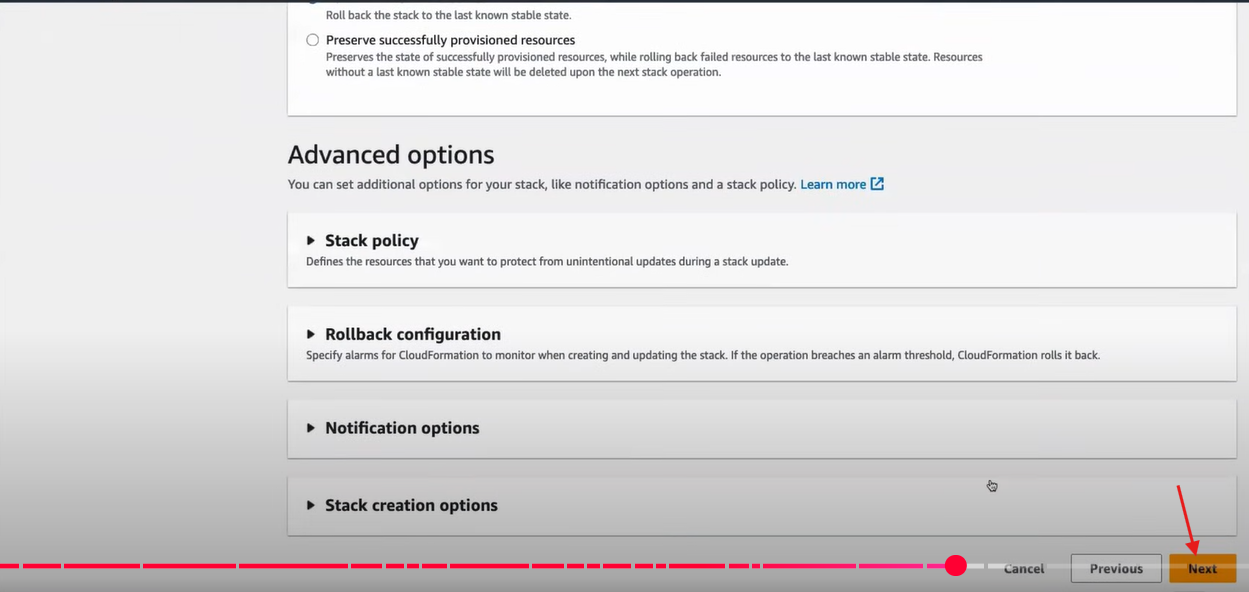 Roll back the stack to the last known stable state.
Preserve successfully provisioned resources
Preserves the state of successfully provisioned resources, while rolling back failed resources to the last known stable state. Resources
without a last known stable state will be deleted upon the next stack operation.
Advanced options
You can set additional options for your stack, like notification options and a stack policy. Learn more
Stack policy
Defines the resources that you want to protect from unintentional updates during a stack update.
Rollback configuration
Specify alarms for CloudFormation to monitor when creating and updating the stack. If the operation breaches an alarm threshold, CloudFormation rolls it back.
Notification options
Stack creation options
Cancel Previous Next